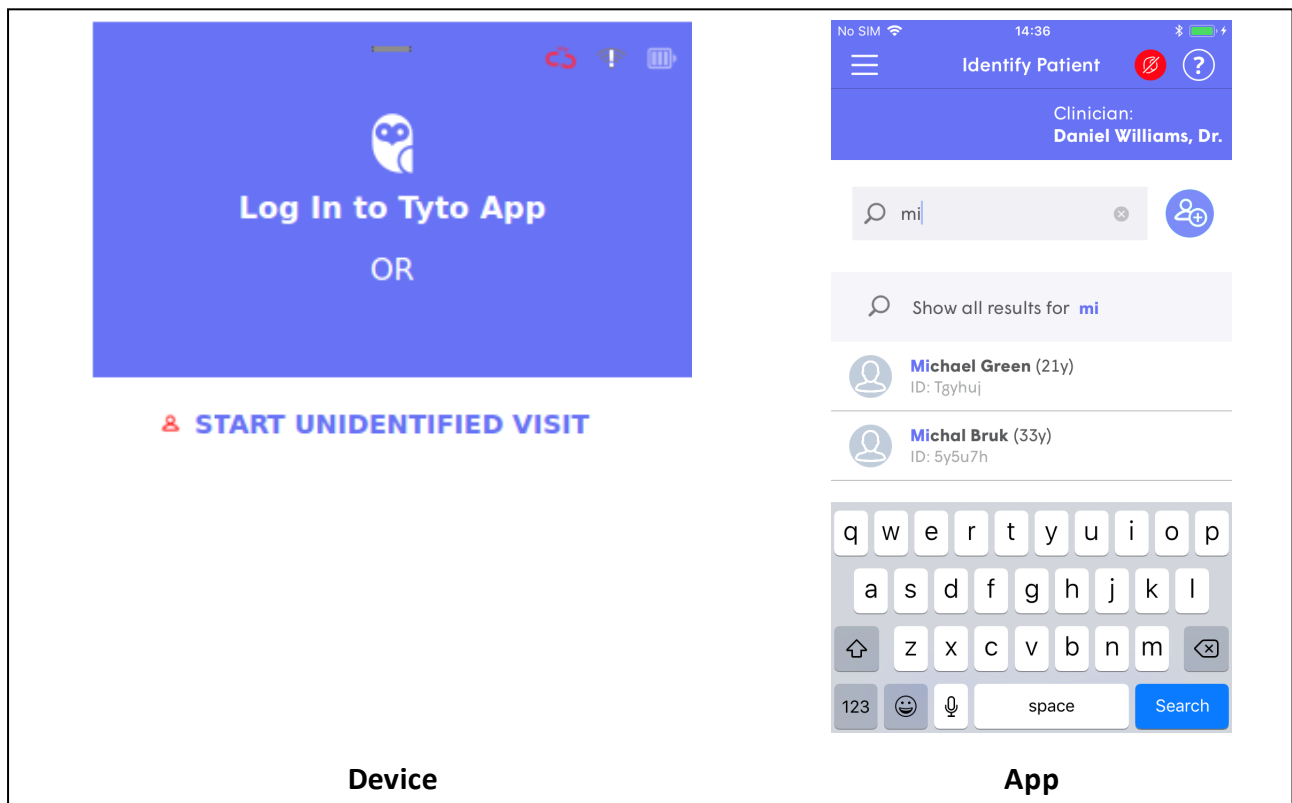 Log In to Tyto App
OR
START UNIDENTIFIED VISIT
Device
No SIM 14:36
Identify Patient ?
Clinician:
Daniel Williams, Dr.
mi
Show all results for mi
Michael Green (21y)
ID: Tgyhuj
Michal Bruk (33y)
ID: 5y5u7h
q w e r t y u i o p
a s d f g h j k l
z x c v b n m
123 space Search
App